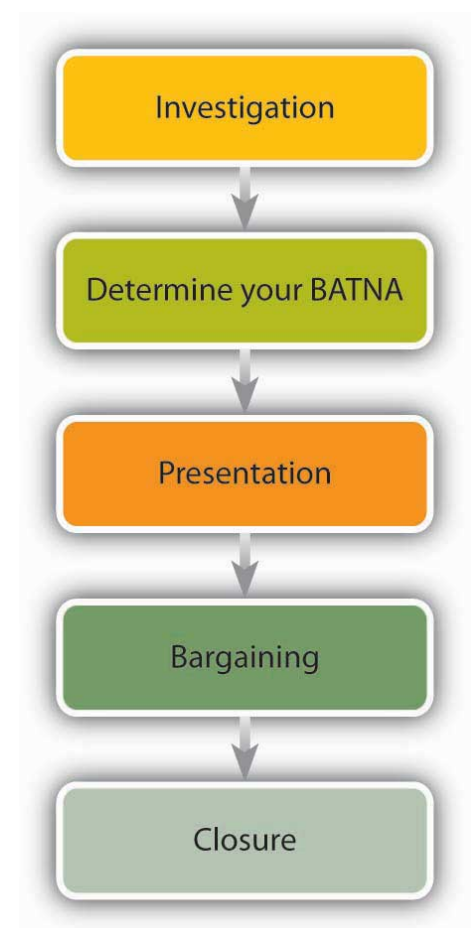 Investigation
Determine your BATNA
Presentation
Bargaining
Closure